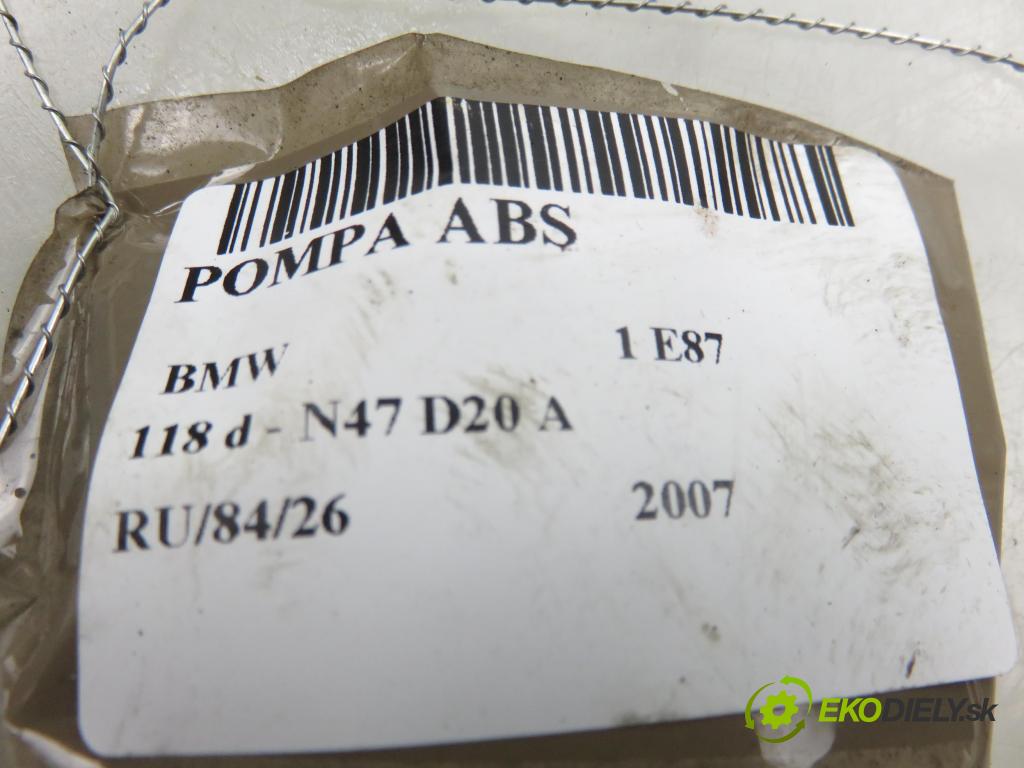 POMPA ABS
BMW 1 E87
118 d - N47 D20 A
RU/84/26 2007
EKODIELY.sk